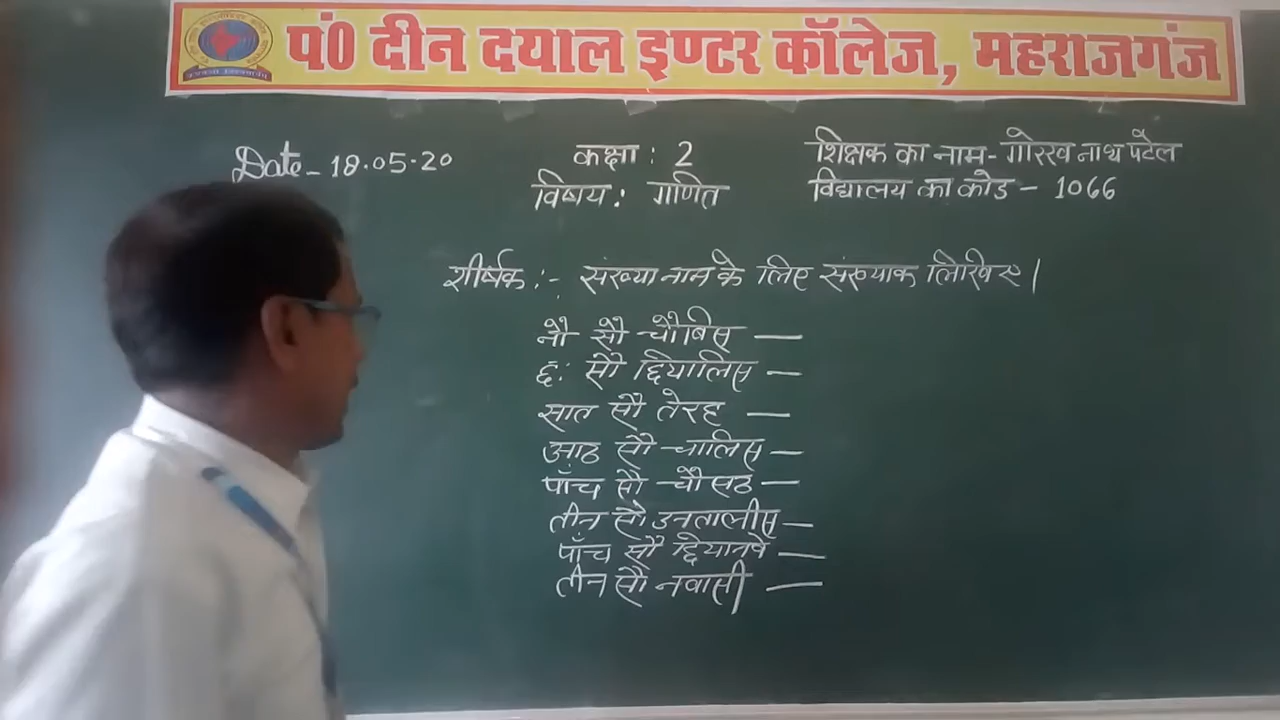 पं0 दीन दयाल इण्टर कॉलेज, महराजगंज
Date- 18.05.20
कक्षा : 2
विषय : गणित
शिक्षक का नाम- गोरख नाथ पटेल
विद्यालय का कोड - 1066
शीर्षक :- संख्या नाम के लिए संख्याक लिखिए।
नौ सौ चौबिस —
छ: सौ छियालिस —
सात सौ तेरह —
आठ सौ चालिस —
पाँच सौ चौसठ —
तीन सौ उनतालीस —
पाँच सौ छियानवे —
तीन सौ नवासी —